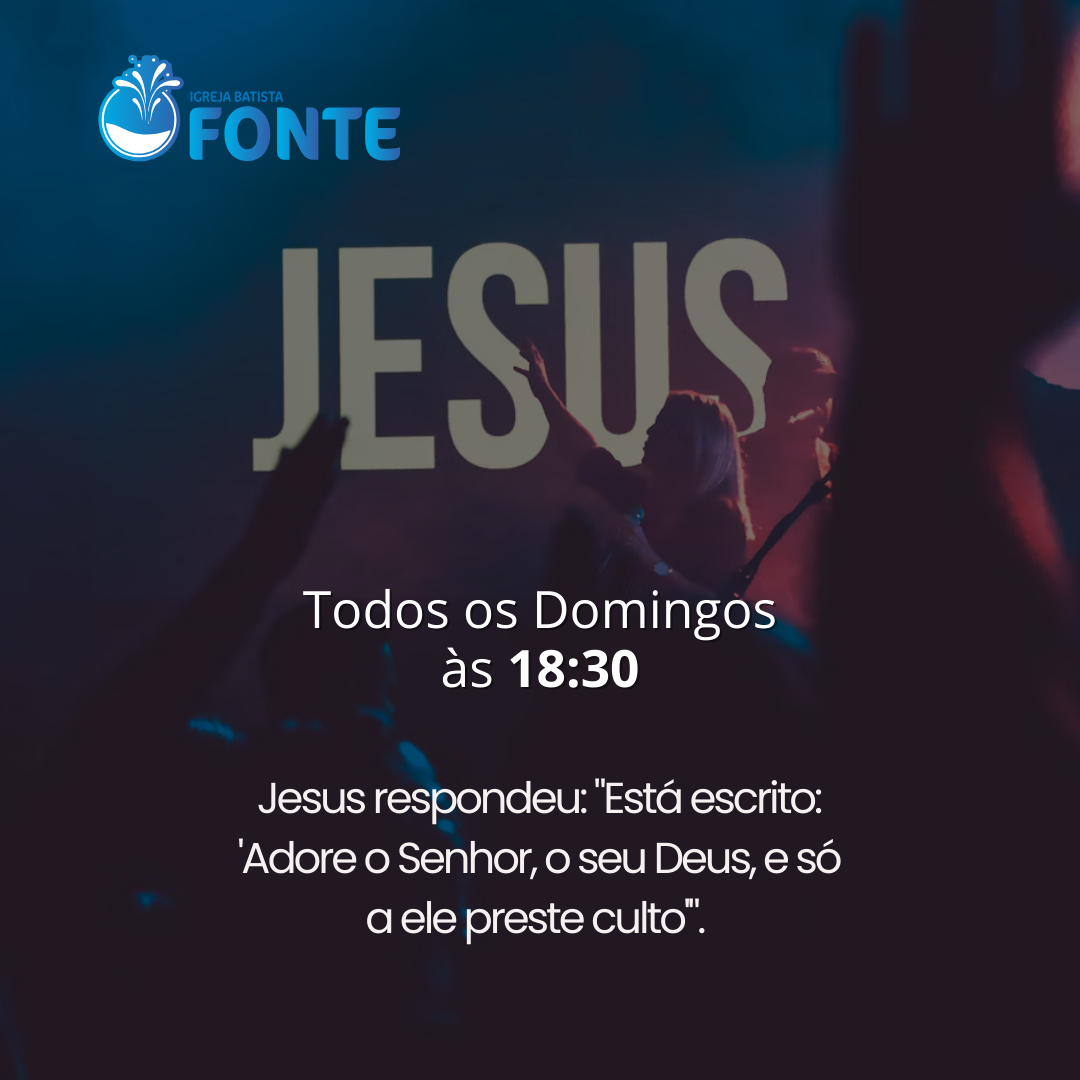 IGREJA BATISTA
FONTE
JESUS
Todos os Domingos
às 18:30
Jesus respondeu: "Está escrito:
'Adore o Senhor, o seu Deus, e só
a ele preste culto'".